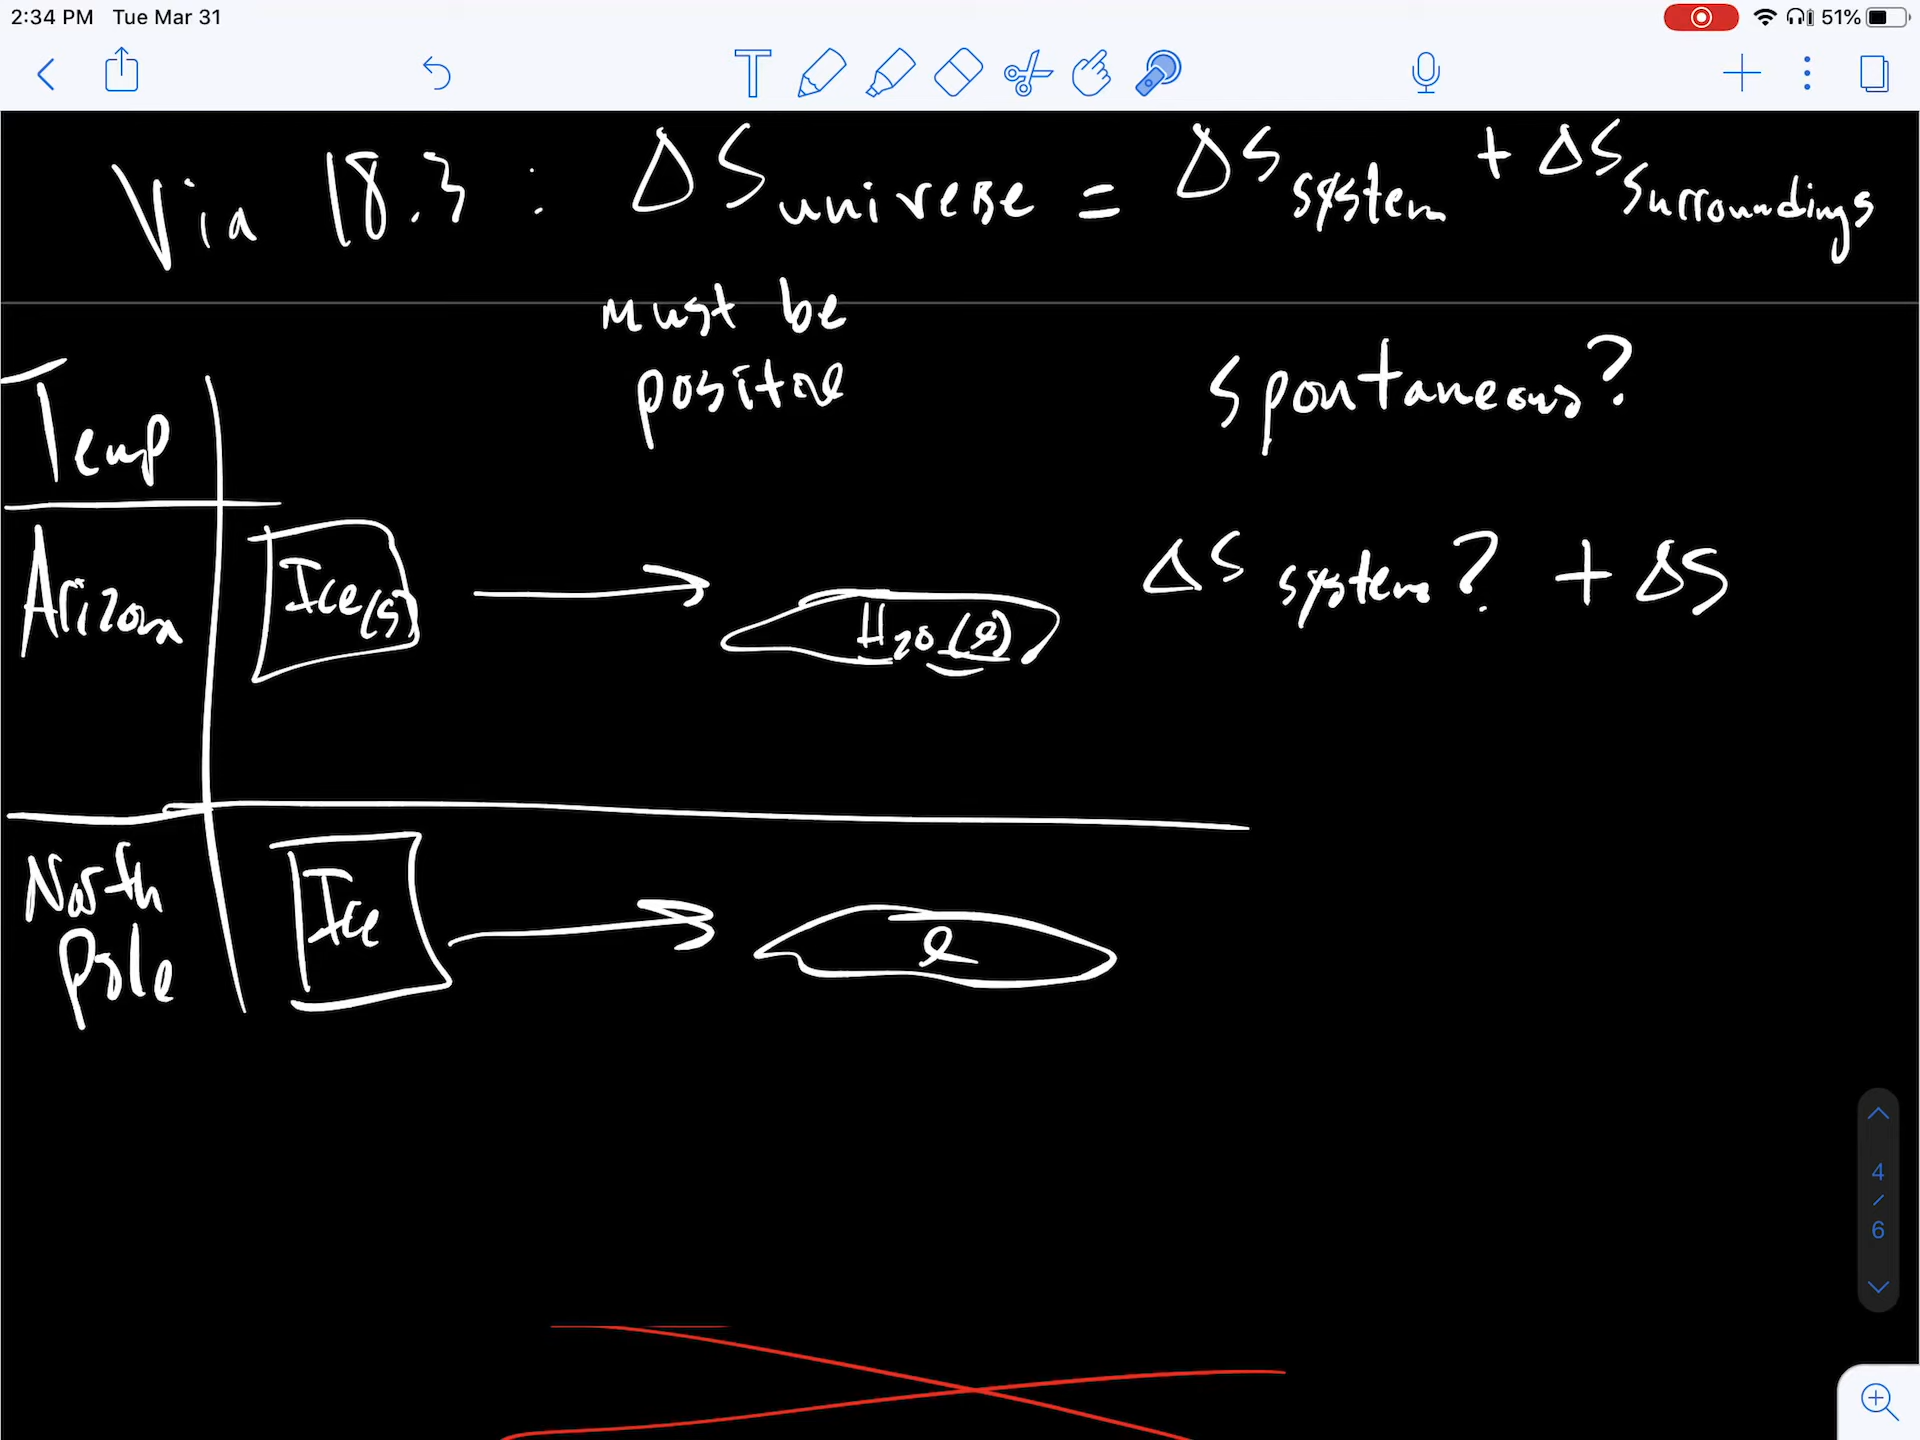 2:34 PM Tue Mar 31
51%
T
Via 18.3 : ΔS universe = ΔS system + ΔS surroundings
must be
positive
spontaneous?
Temp
Arizona
Ice(s)
H2O(l)
ΔS system? + ΔS
North
Pole
Ice
l
4
/
6